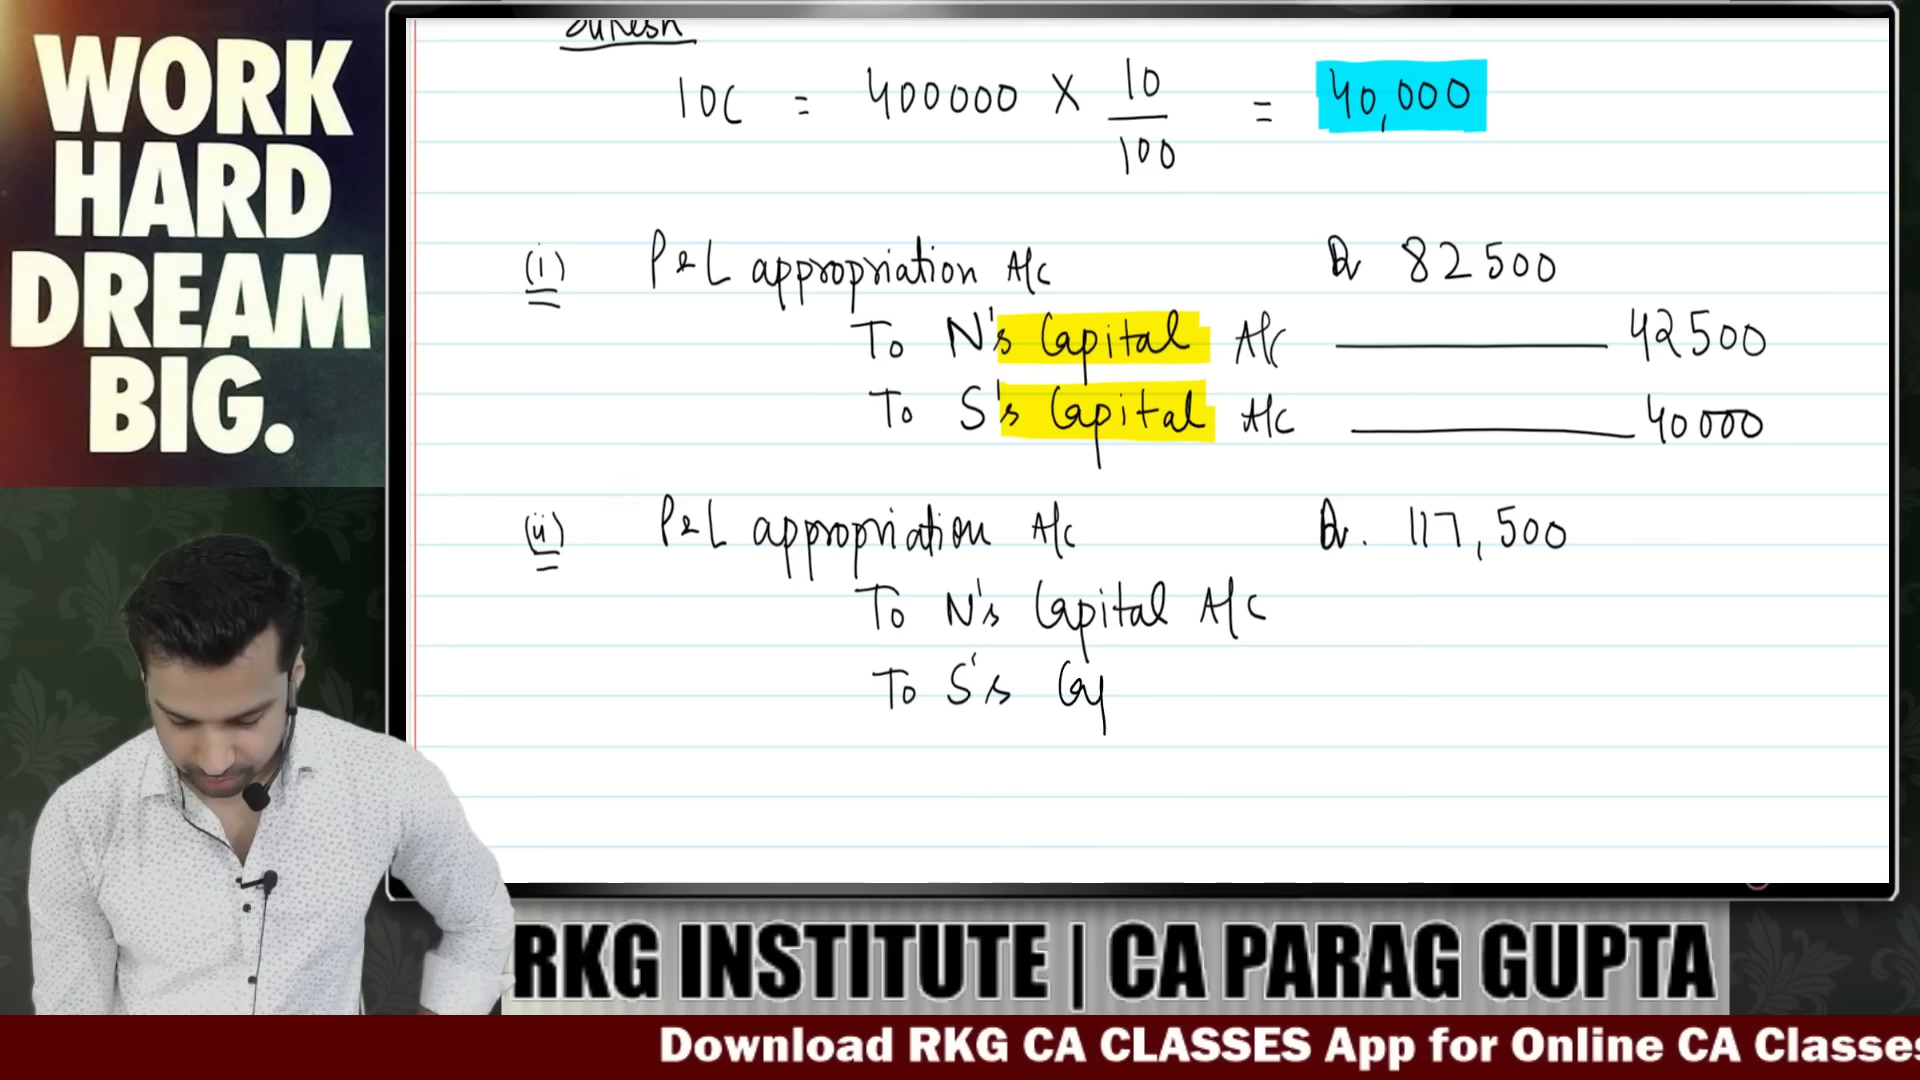 WORK
HARD
DREAM
BIG.
Sukesh
IOC = 400000 X 10/100 = 40,000
(i) P&L appropriation A/c Dr 82500
To N's Capital A/c 42500
To S's Capital A/c 40000
(ii) P&L appropriation A/c Dr. 117,500
To N's Capital A/c
To S's Cap
RKG INSTITUTE | CA PARAG GUPTA
Download RKG CA CLASSES App for Online CA Classes